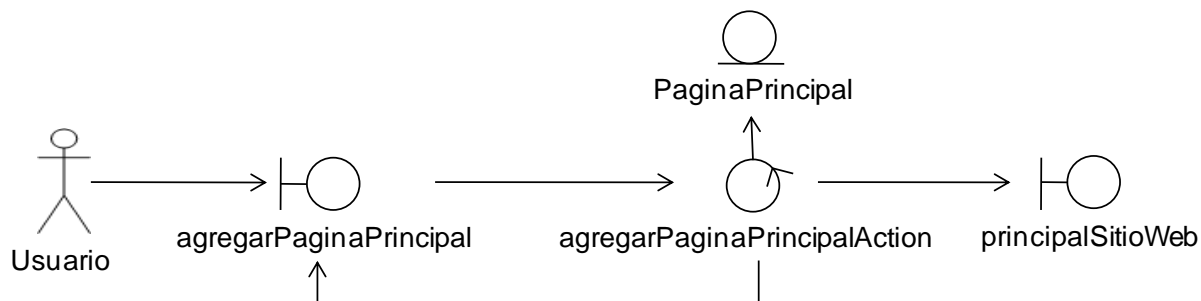 PaginaPrincipal
Usuario
agregarPaginaPrincipal
agregarPaginaPrincipalAction
principalSitioWeb